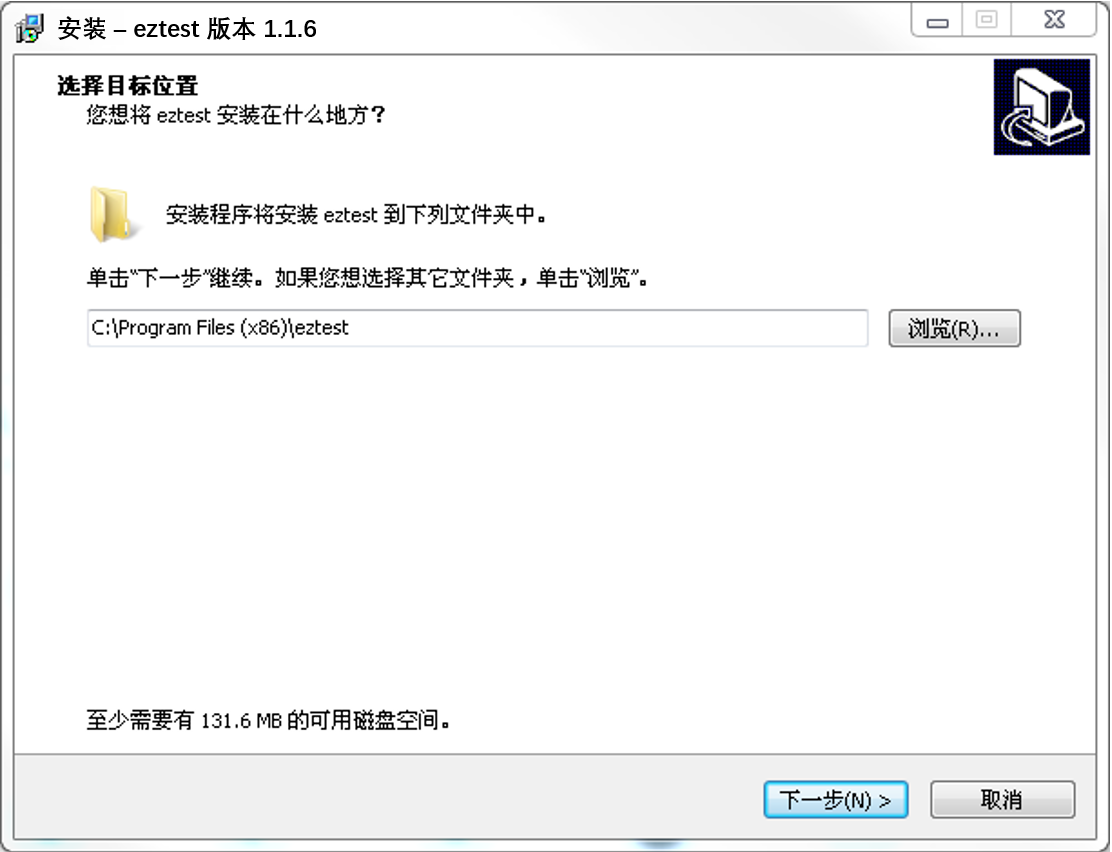 安装 – eztest 版本 1.1.6
选择目标位置
您想将 eztest 安装在什么地方？
安装程序将安装 eztest 到下列文件夹中。
单击“下一步”继续。如果您想选择其它文件夹，单击“浏览”。
C:\Program Files (x86)\eztest
浏览(R)...
至少需要有 131.6 MB 的可用磁盘空间。
下一步(N) >
取消